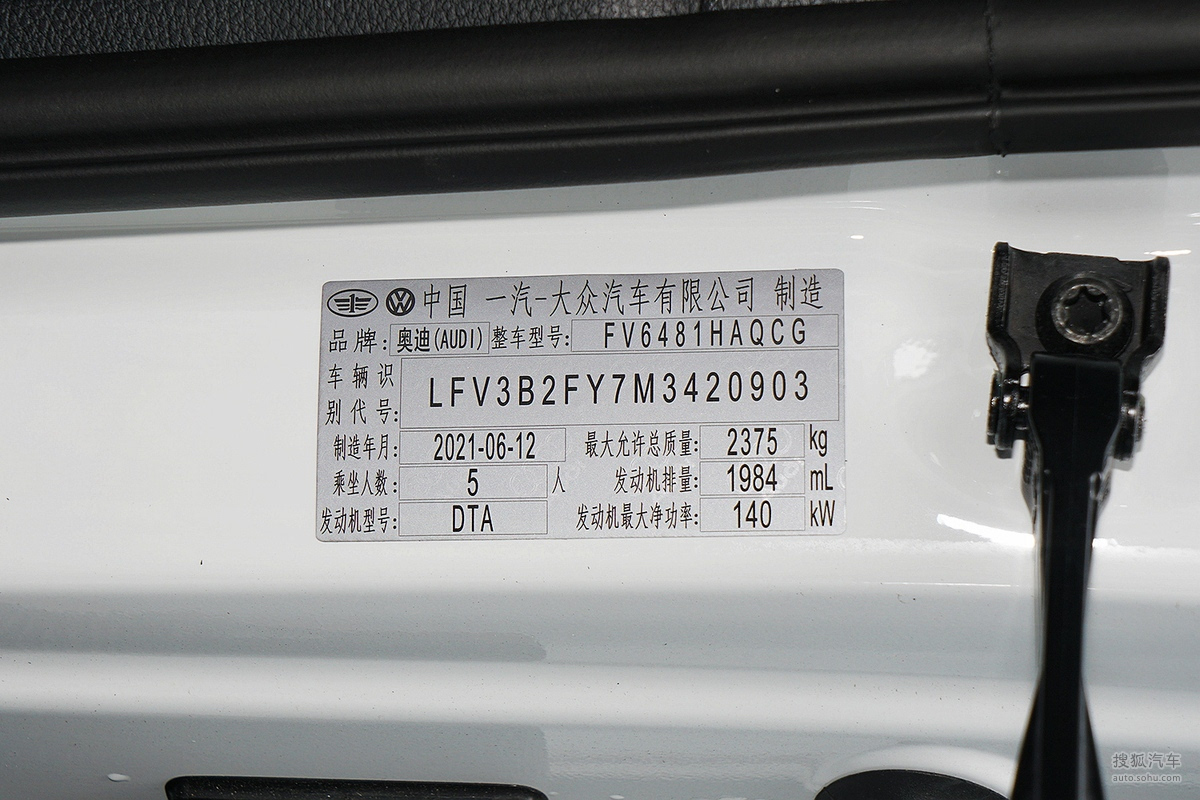 中国 一汽-大众汽车有限公司 制造
品牌: 奥迪(AUDI) 整车型号: FV6481HAQCG
车辆识别代号: LFV3B2FY7M3420903
制造年月: 2021-06-12 最大允许总质量: 2375 kg
乘坐人数: 5 人 发动机排量: 1984 mL
发动机型号: DTA 发动机最大净功率: 140 kW
搜狐汽车
auto.sohu.com